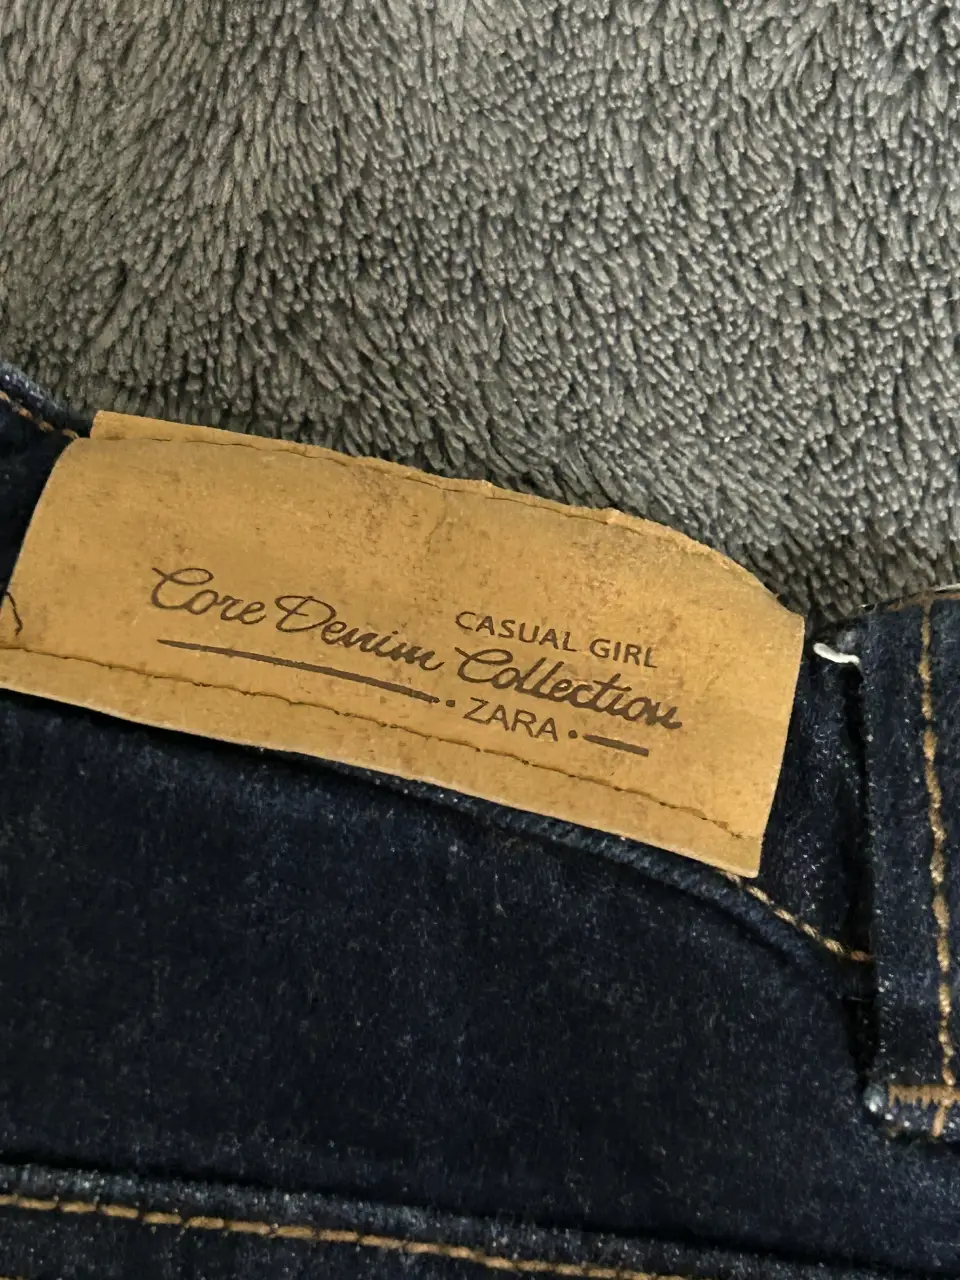 CASUAL GIRL
Core Denim Collection
· ZARA ·